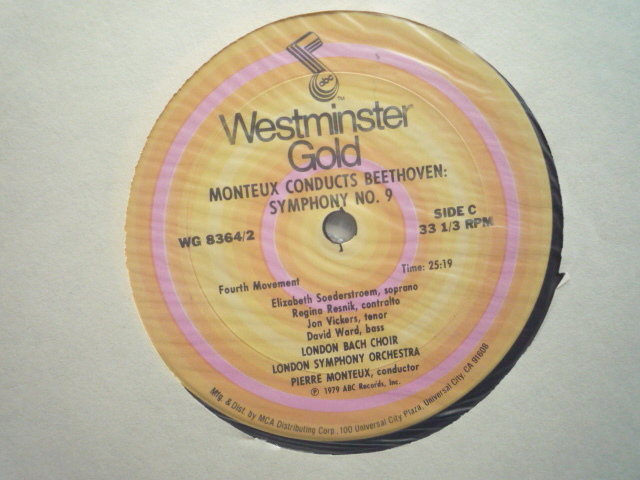 abc
TM
Westminster
Gold
MONTEUX CONDUCTS BEETHOVEN:
SYMPHONY NO. 9
WG 8364/2
SIDE C
33 1/3 RPM
Fourth Movement
Time: 25:19
Elizabeth Soederstroem, soprano
Regina Resnik, contralto
Jon Vickers, tenor
David Ward, bass
LONDON BACH CHOIR
LONDON SYMPHONY ORCHESTRA
PIERRE MONTEUX, conductor
℗ 1979 ABC Records, Inc.
Mfg. & Dist. by MCA Distributing Corp., 100 Universal City Plaza, Universal City, CA 91608